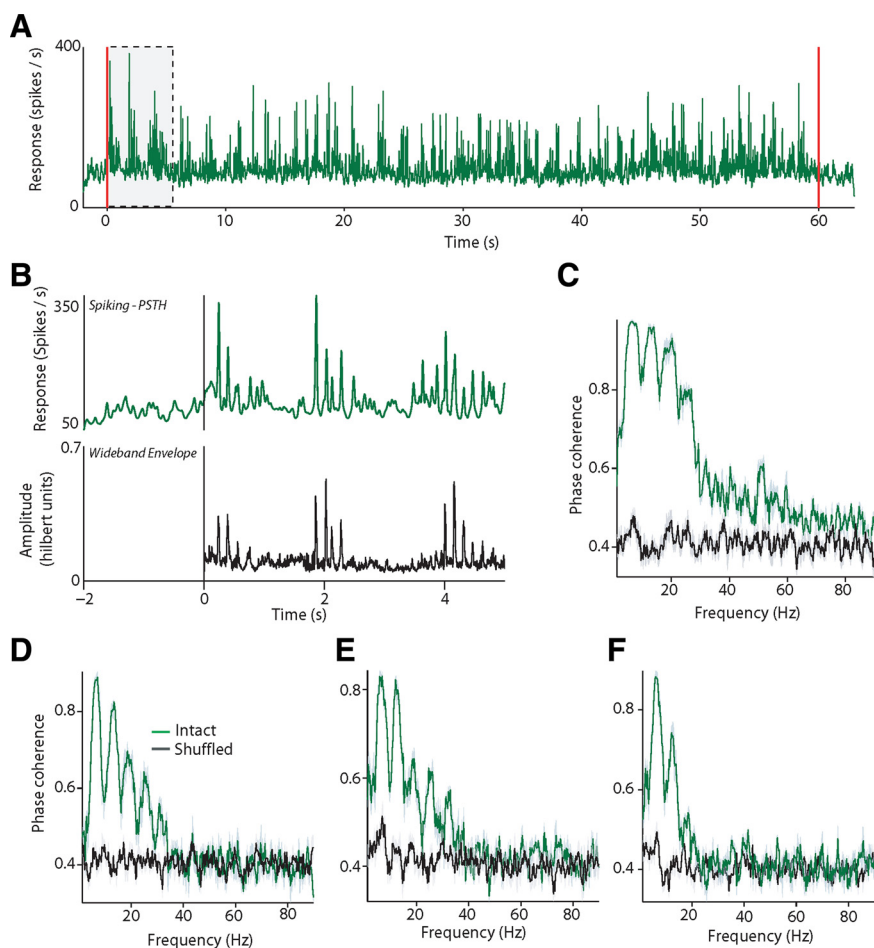 A
Response (spikes / s)
400
0
0
10
20
30
40
50
60
Time (s)
B
Spiking - PSTH
Response (Spikes / s)
350
50
Wideband Envelope
Amplitude
(hilbert units)
0.7
0
−2
0
2
4
Time (s)
C
Phase coherence
0.8
0.6
0.4
20
40
60
80
Frequency (Hz)
D
Phase coherence
0.8
0.6
0.4
Intact
Shuffled
20
40
60
80
Frequency (Hz)
E
0.8
0.6
0.4
20
40
60
80
Frequency (Hz)
F
0.8
0.6
0.4
20
40
60
80
Frequency (Hz)